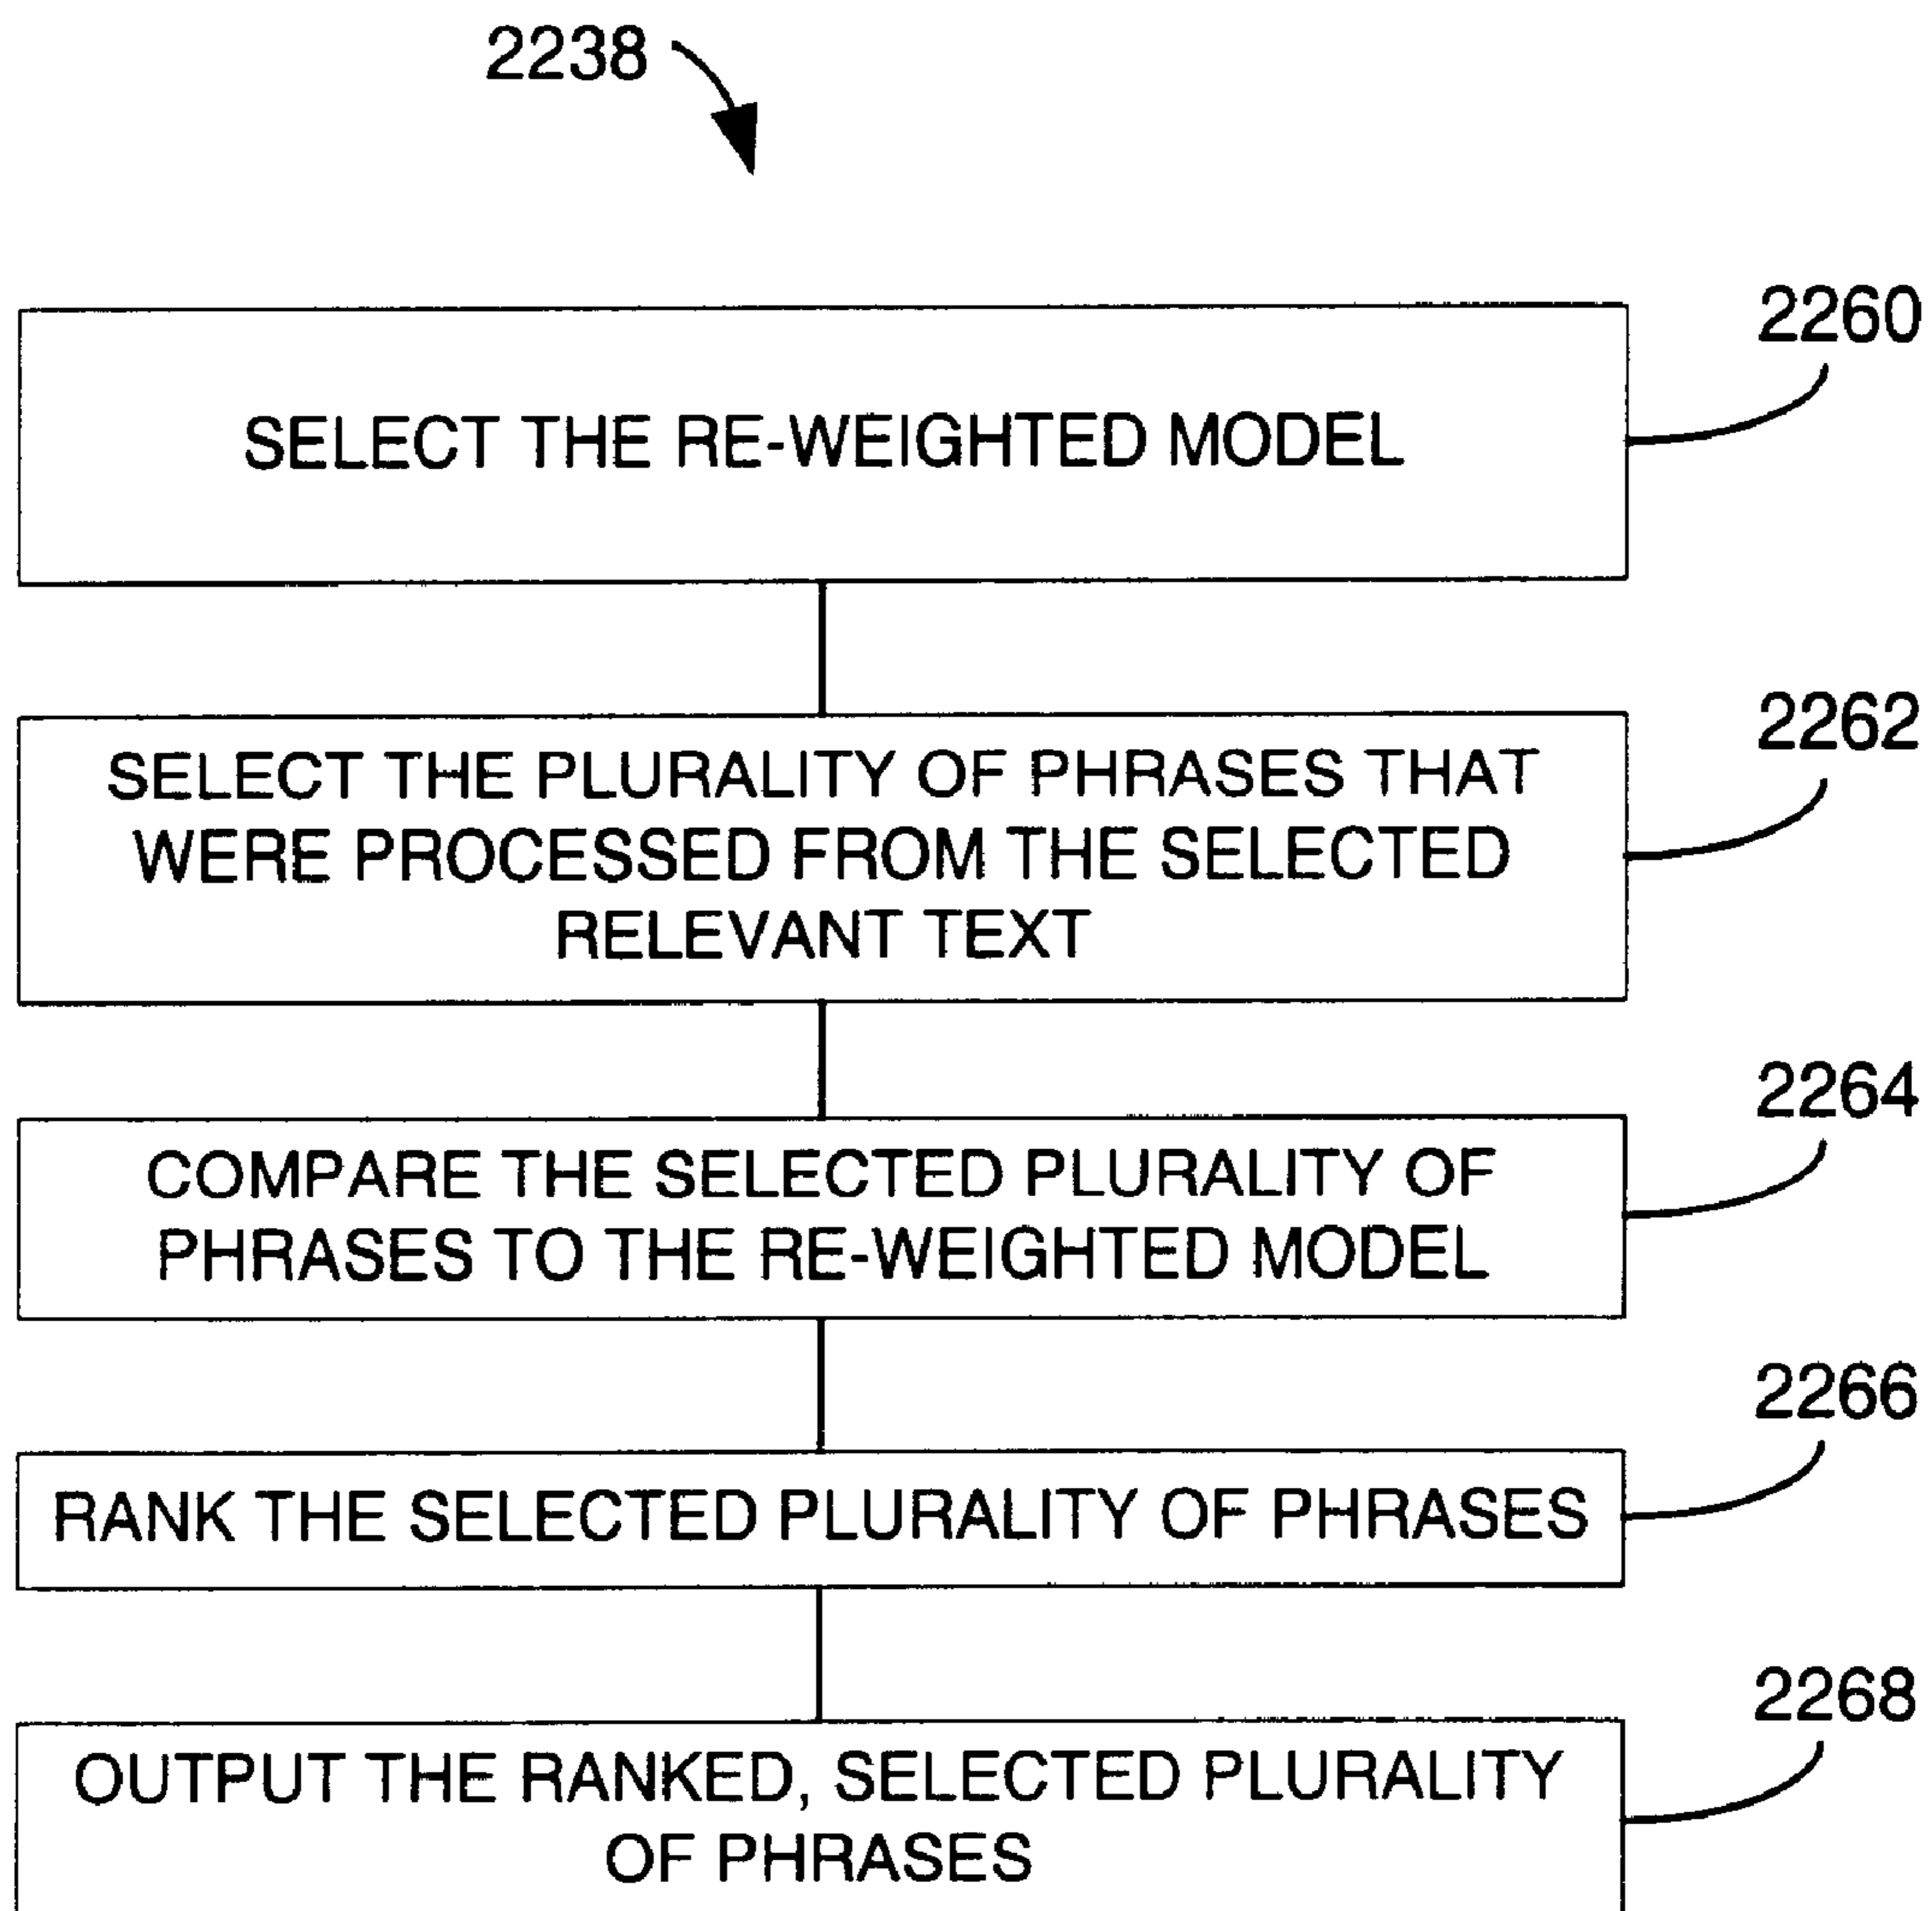 2238
2260
SELECT THE RE-WEIGHTED MODEL
2262
SELECT THE PLURALITY OF PHRASES THAT
WERE PROCESSED FROM THE SELECTED
RELEVANT TEXT
2264
COMPARE THE SELECTED PLURALITY OF
PHRASES TO THE RE-WEIGHTED MODEL
2266
RANK THE SELECTED PLURALITY OF PHRASES
2268
OUTPUT THE RANKED, SELECTED PLURALITY
OF PHRASES